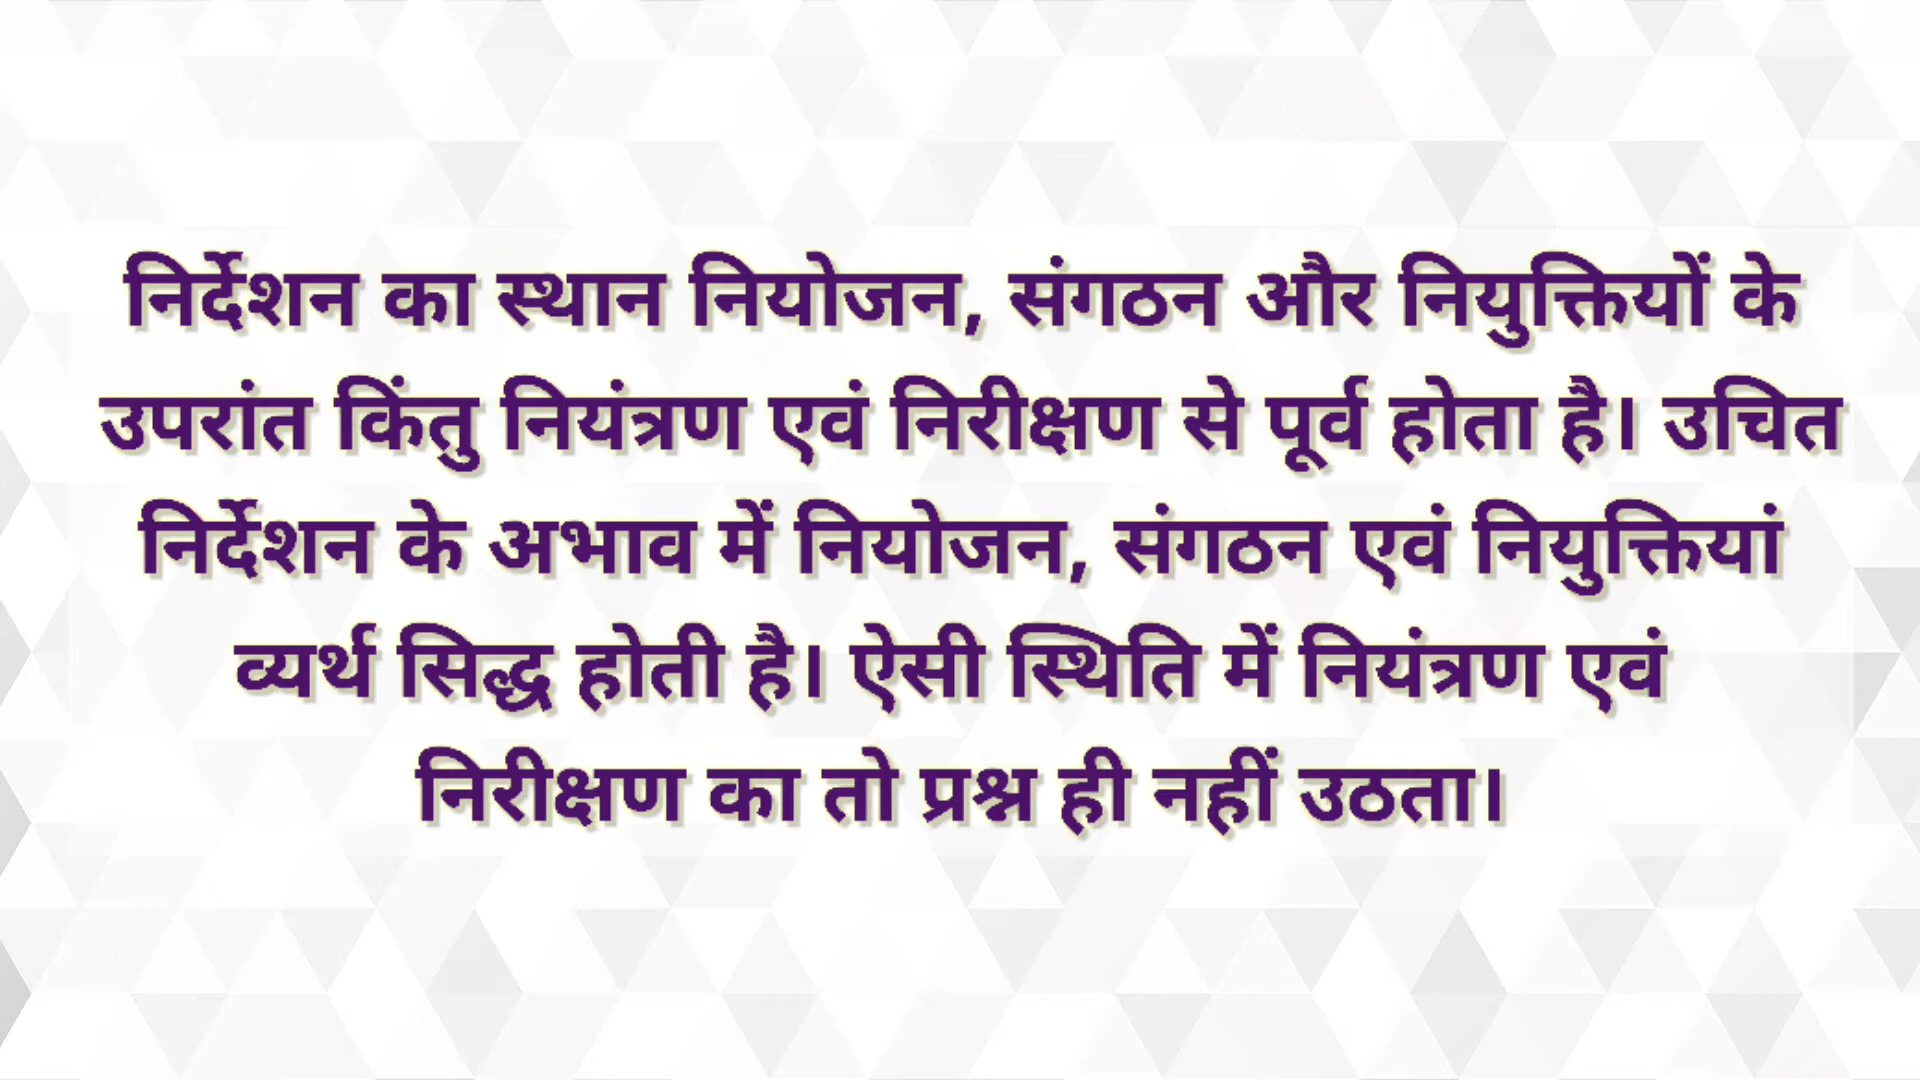 निर्देशन का स्थान नियोजन, संगठन और नियुक्तियों के
उपरांत किंतु नियंत्रण एवं निरीक्षण से पूर्व होता है। उचित
निर्देशन के अभाव में नियोजन, संगठन एवं नियुक्तियां
व्यर्थ सिद्ध होती है। ऐसी स्थिति में नियंत्रण एवं
निरीक्षण का तो प्रश्न ही नहीं उठता।